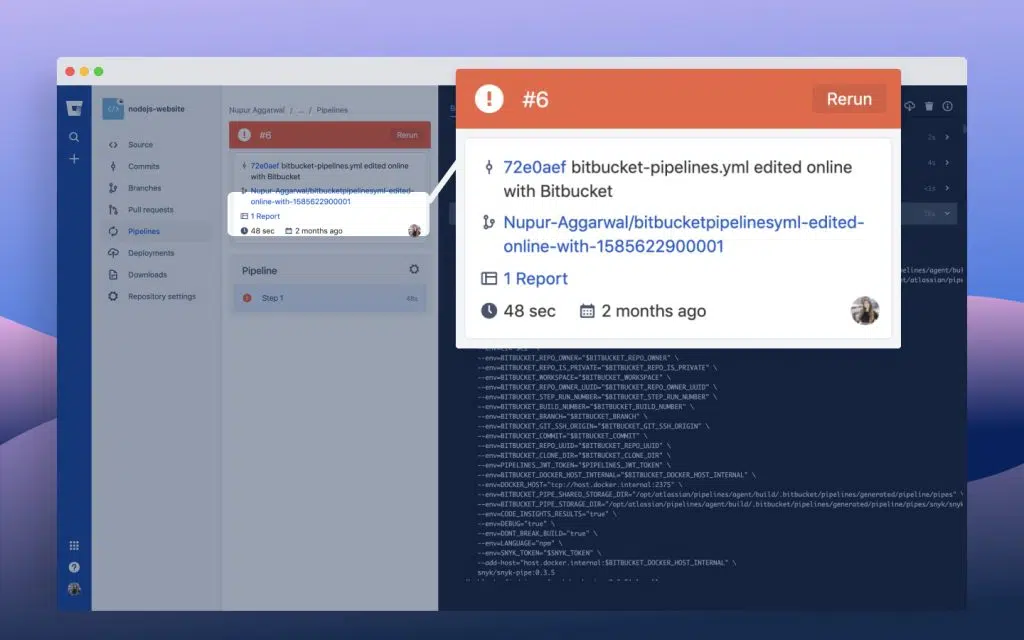 nodejs-website
Source
Commits
Branches
Pull requests
Pipelines
Deployments
Downloads
Repository settings
Nupur Aggarwal / ... / Pipelines
#6
Rerun
72e0aef bitbucket-pipelines.yml edited online
with Bitbucket
Nupur-Aggarwal/bitbucketpipelinesyml-edited-
online-with-1585622900001
1 Report
48 sec
2 months ago
Pipeline
Step 1
48s
#6
Rerun
72e0aef bitbucket-pipelines.yml edited online
with Bitbucket
Nupur-Aggarwal/bitbucketpipelinesyml-edited-
online-with-1585622900001
1 Report
48 sec
2 months ago
2s
4s
<1s
--env=BITBUCKET_REPO_OWNER="$BITBUCKET_REPO_OWNER" \
--env=BITBUCKET_REPO_IS_PRIVATE="$BITBUCKET_REPO_IS_PRIVATE" \
--env=BITBUCKET_WORKSPACE="$BITBUCKET_WORKSPACE" \
--env=BITBUCKET_REPO_OWNER_UUID="$BITBUCKET_REPO_OWNER_UUID" \
--env=BITBUCKET_STEP_RUN_NUMBER="$BITBUCKET_STEP_RUN_NUMBER" \
--env=BITBUCKET_BUILD_NUMBER="$BITBUCKET_BUILD_NUMBER" \
--env=BITBUCKET_BRANCH="$BITBUCKET_BRANCH" \
--env=BITBUCKET_GIT_SSH_ORIGIN="$BITBUCKET_GIT_SSH_ORIGIN" \
--env=BITBUCKET_COMMIT="$BITBUCKET_COMMIT" \
--env=BITBUCKET_REPO_UUID="$BITBUCKET_REPO_UUID" \
--env=BITBUCKET_CLONE_DIR="$BITBUCKET_CLONE_DIR" \
--env=PIPELINES_JWT_TOKEN="$PIPELINES_JWT_TOKEN" \
--env=BITBUCKET_DOCKER_HOST_INTERNAL="$BITBUCKET_DOCKER_HOST_INTERNAL" \
--env=DOCKER_HOST="tcp://host.docker.internal:2375" \
--env=BITBUCKET_PIPE_SHARED_STORAGE_DIR="/opt/atlassian/pipelines/agent/build/.bitbucket/pipelines/generated/pipeline/pipes" \
--env=BITBUCKET_PIPE_STORAGE_DIR="/opt/atlassian/pipelines/agent/build/.bitbucket/pipelines/generated/pipeline/pipes/snyk/snyk
--env=CODE_INSIGHTS_RESULTS="true" \
--env=DEBUG="true" \
--env=DONT_BREAK_BUILD="true" \
--env=LANGUAGE="npm" \
--env=SNYK_TOKEN="$SNYK_TOKEN" \
--add-host="host.docker.internal:$BITBUCKET_DOCKER_HOST_INTERNAL" \
snyk/snyk-pipe:0.3.5